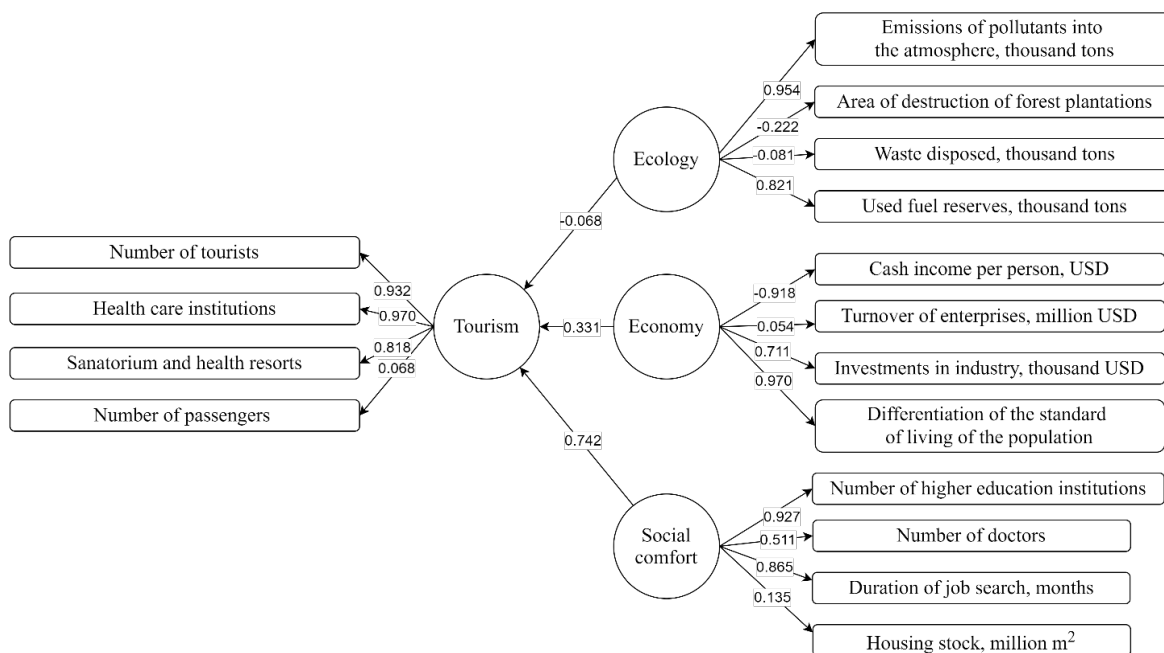 Emissions of pollutants into
the atmosphere, thousand tons
0.954
Area of destruction of forest plantations
-0.222
Ecology
Waste disposed, thousand tons
-0.081
0.821
Used fuel reserves, thousand tons
-0.068
Number of tourists
0.932
Health care institutions
0.970
Sanatorium and health resorts
0.818
0.068
Number of passengers
Tourism
0.331
Economy
Cash income per person, USD
-0.918
Turnover of enterprises, million USD
0.054
0.711
Investments in industry, thousand USD
0.970
Differentiation of the standard
of living of the population
0.742
Social
comfort
Number of higher education institutions
0.927
Number of doctors
0.511
0.865
Duration of job search, months
0.135
Housing stock, million m²